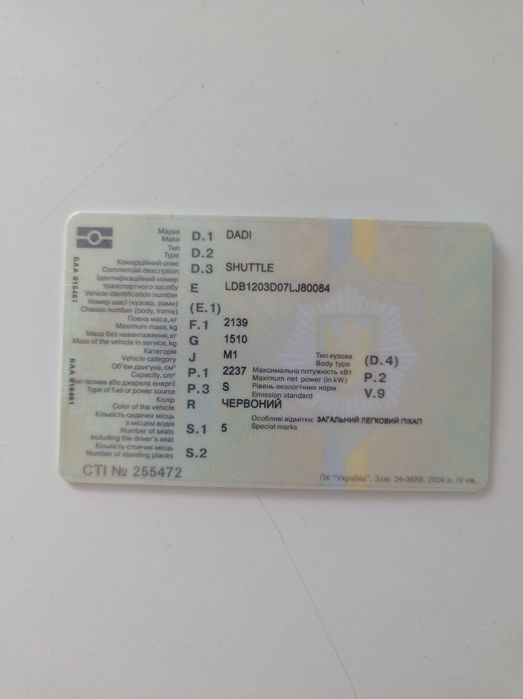 Марка
Make D.1 DADI
Тип
Type D.2
Комерційний опис
Commercial description D.3 SHUTTLE
Ідентифікаційний номер
транспортного засобу
Vehicle identification number E LDB1203D07LJ80084
Номер шасі (кузова, рами)
Chassis number (body, frame) (E.1)
Повна маса, кг
Maximum mass, kg F.1 2139
Маса без навантаження, кг
Mass of the vehicle in service, kg G 1510
Категорія
Vehicle category J M1
Тип кузова
Body type (D.4)
Об'єм двигуна, см³
Capacity, cm³ P.1 2237
Максимальна потужність кВт
Maximum net power (in kW) P.2
Тип палива або джерела енергії
Type of fuel or power source P.3 S
Рівень екологічних норм
Emission standard V.9
Колір
Color of the vehicle R ЧЕРВОНИЙ
Кількість сидячих місць
з місцем водія
Number of seats
including the driver's seat S.1 5
Особливі відмітки: ЗАГАЛЬНИЙ ЛЕГКОВИЙ ПІКАП
Special marks
Кількість стоячих місць
Number of standing places S.2
СТІ № 255472
ПК "Україна". Зам. 24-3689. 2024 р. IV кв.